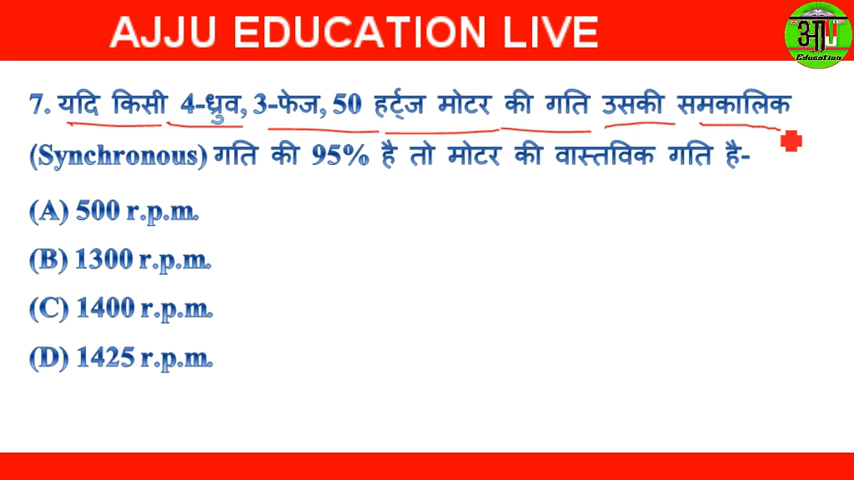 AJJU EDUCATION LIVE
Education
7. यदि किसी 4-ध्रुव, 3-फेज, 50 हर्ट्ज मोटर की गति उसकी समकालिक
(Synchronous) गति की 95% है तो मोटर की वास्तविक गति है-
(A) 500 r.p.m.
(B) 1300 r.p.m.
(C) 1400 r.p.m.
(D) 1425 r.p.m.